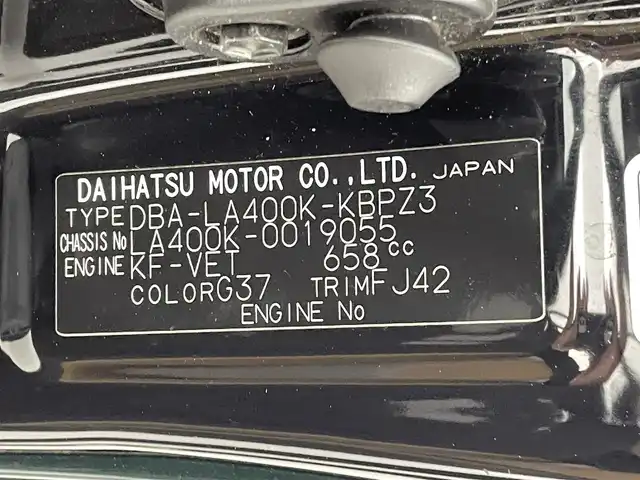 DAIHATSU MOTOR CO.,LTD. JAPAN
TYPE DBA-LA400K-KBPZ3
CHASSIS No LA400K-0019055
ENGINE KF-VET 658cc
COLOR G37 TRIM FJ42
ENGINE No